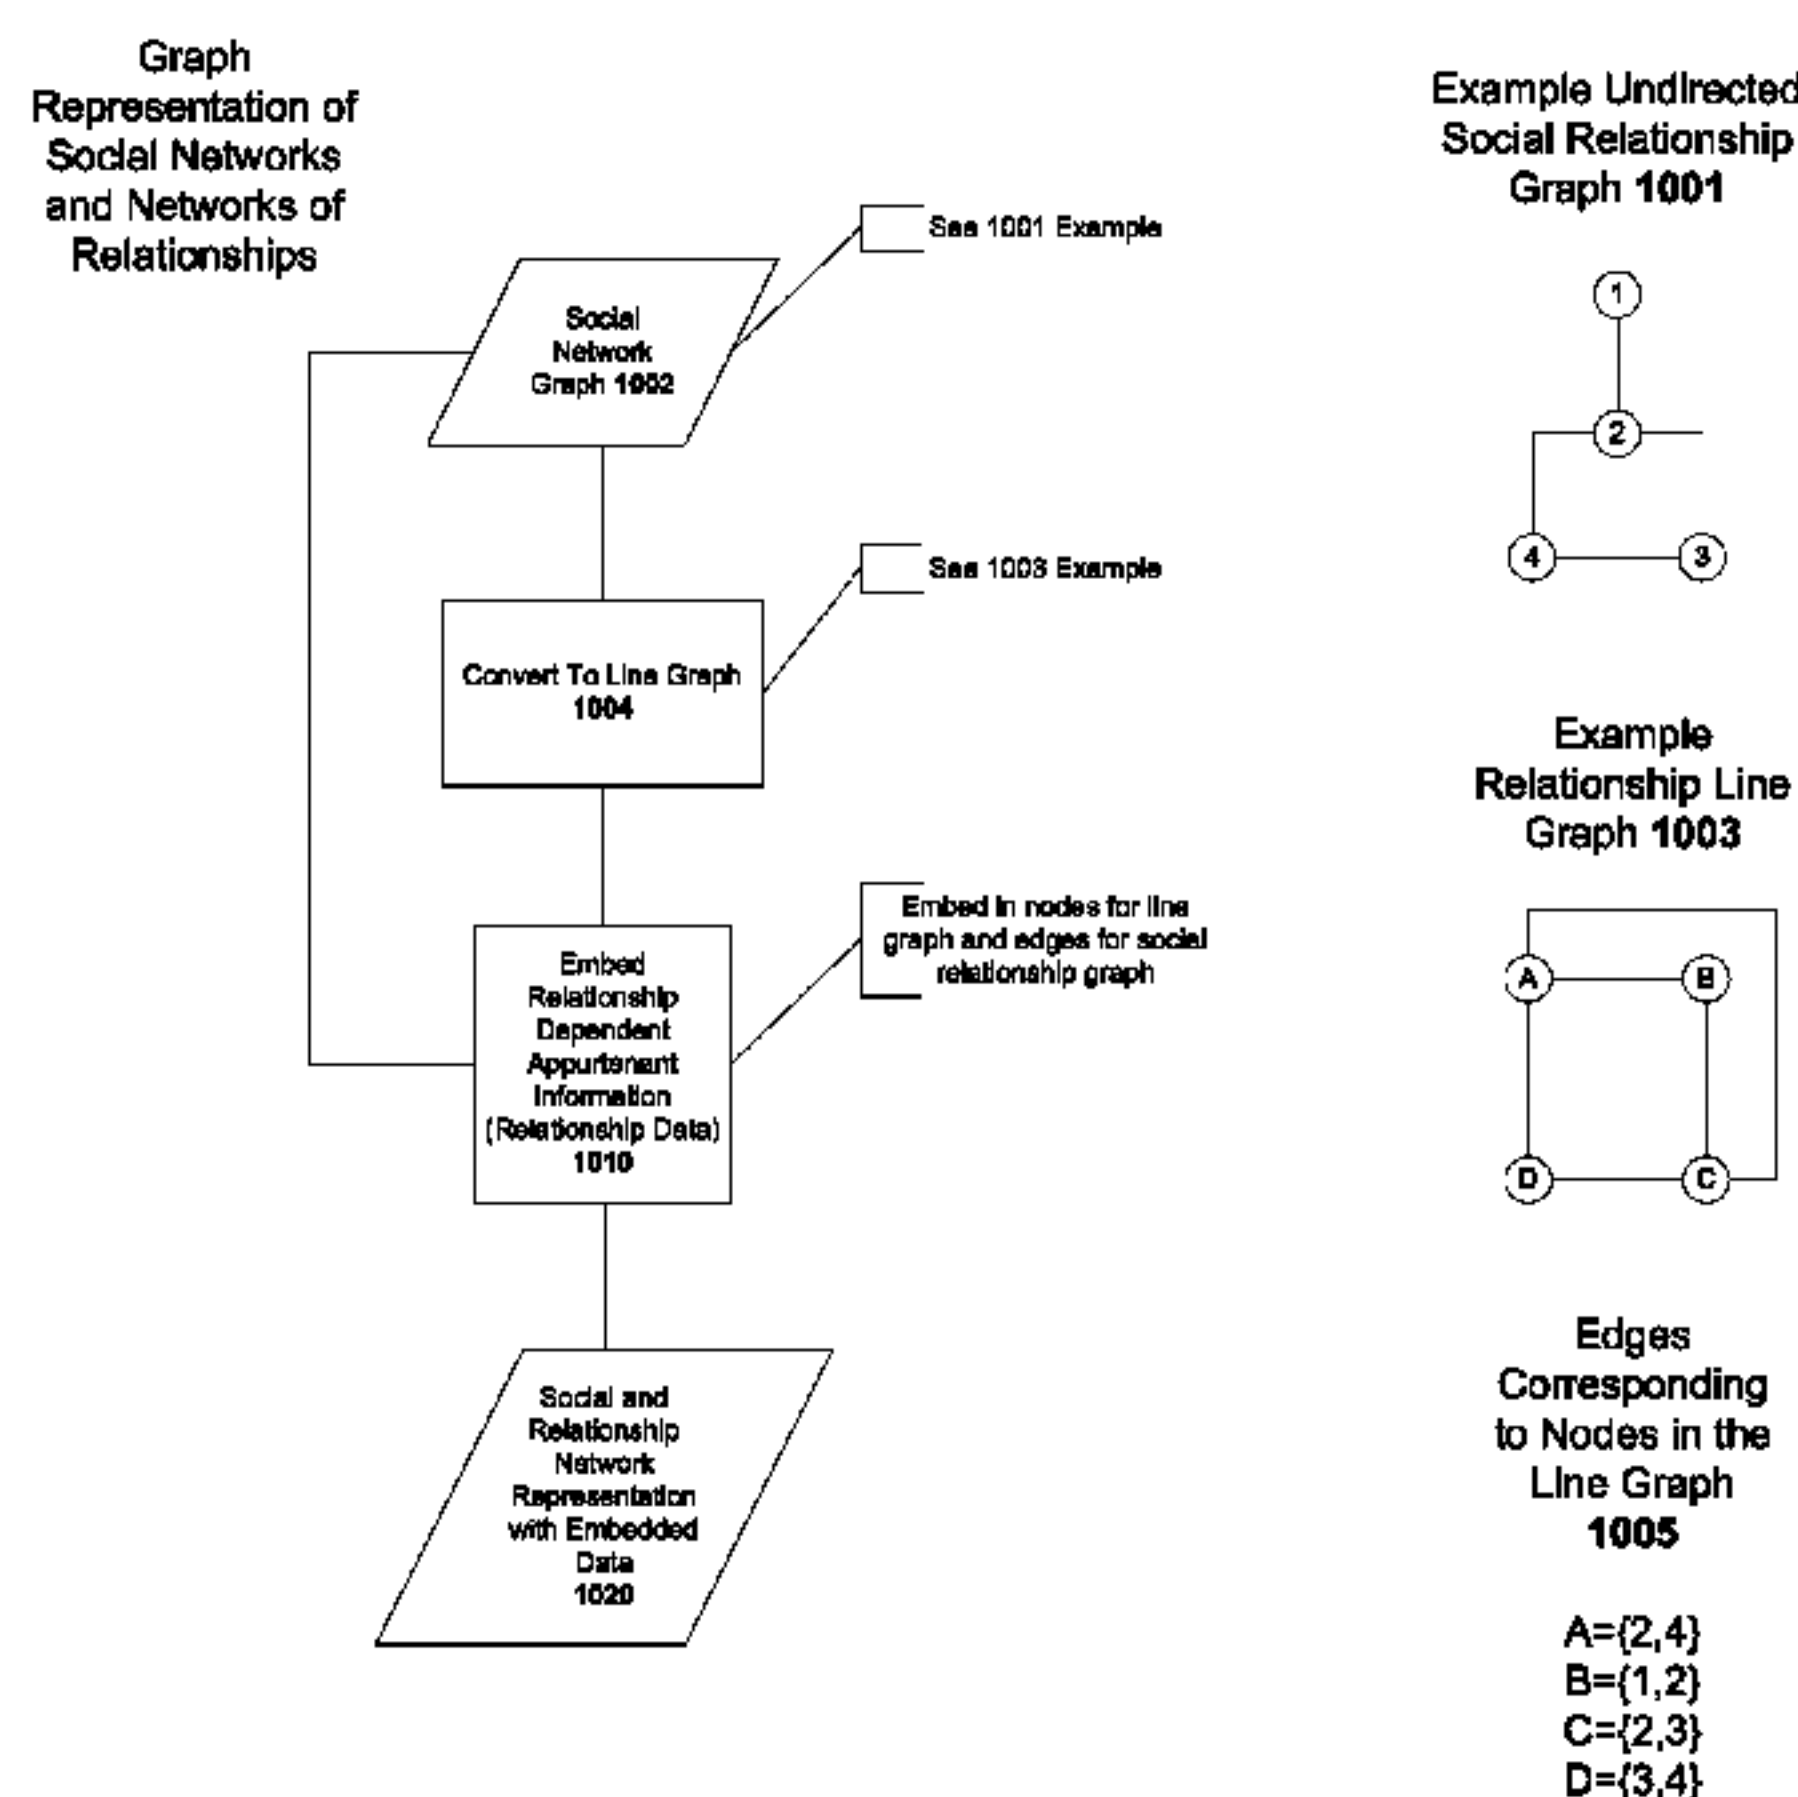 Graph
Representation of
Social Networks
and Networks of
Relationships
See 1001 Example
Social
Network
Graph 1002
See 1003 Example
Convert To Line Graph
1004
Embed in nodes for line
graph and edges for social
relationship graph
Embed
Relationship
Dependent
Appurtenant
Information
(Relationship Data)
1010
Social and
Relationship
Network
Representation
with Embedded
Data
1020
Example Undirected
Social Relationship
Graph 1001
1
2
4
3
Example
Relationship Line
Graph 1003
A
B
D
C
Edges
Corresponding
to Nodes in the
Line Graph
1005
A={2,4}
B={1,2}
C={2,3}
D={3,4}